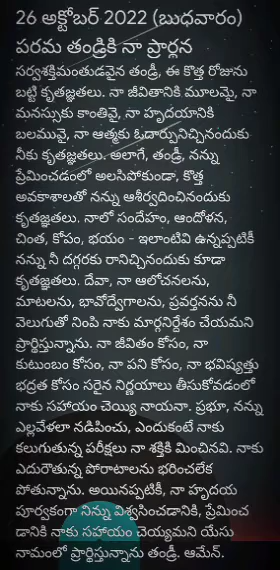 26 అక్టోబర్ 2022 (బుధవారం)
పరమ తండ్రికి నా ప్రార్థన
సర్వశక్తిమంతుడవైన తండ్రీ, ఈ కొత్త రోజును
బట్టి కృతజ్ఞతలు. నా జీవితానికి మూలమై, నా
మనస్సుకు కాంతివై, నా హృదయానికి
బలమువై, నా ఆత్మకు ఓదార్పునిచ్చినందుకు
నీకు కృతజ్ఞతలు. అలాగే, తండ్రీ, నన్ను
ప్రేమించడంలో అలసిపోకుండా, కొత్త
అవకాశాలతో నన్ను ఆశీర్వదించినందుకు
కృతజ్ఞతలు. నాలో సందేహం, ఆందోళన,
చింత, కోపం, భయం - ఇలాంటివి ఉన్నప్పటికీ
నన్ను నీ దగ్గరకు రానిచ్చినందుకు కూడా
కృతజ్ఞతలు. దేవా, నా ఆలోచనలను,
మాటలను, భావోద్వేగాలను, ప్రవర్తనను నీ
వెలుగుతో నింపి నాకు మార్గనిర్దేశం చేయమని
ప్రార్థిస్తున్నాను. నా జీవితం కోసం, నా
కుటుంబం కోసం, నా పని కోసం, నా భవిష్యత్తు
భద్రత కోసం సరైన నిర్ణయాలు తీసుకోవడంలో
నాకు సహాయం చెయ్యి నాయనా. ప్రభూ, నన్ను
ఎల్లవేళలా నడిపించు, ఎందుకంటే నాకు
కలుగుతున్న పరీక్షలు నా శక్తికి మించినవి. నాకు
ఎదురౌతున్న పోరాటాలను భరించలేక
పోతున్నాను. అయినప్పటికీ, నా హృదయ
పూర్వకంగా నిన్ను విశ్వసించడానికి, ప్రేమించ
డానికి నాకు సహాయం చెయ్యమని యేసు
నామంలో ప్రార్థిస్తున్నాను తండ్రీ. ఆమేన్.